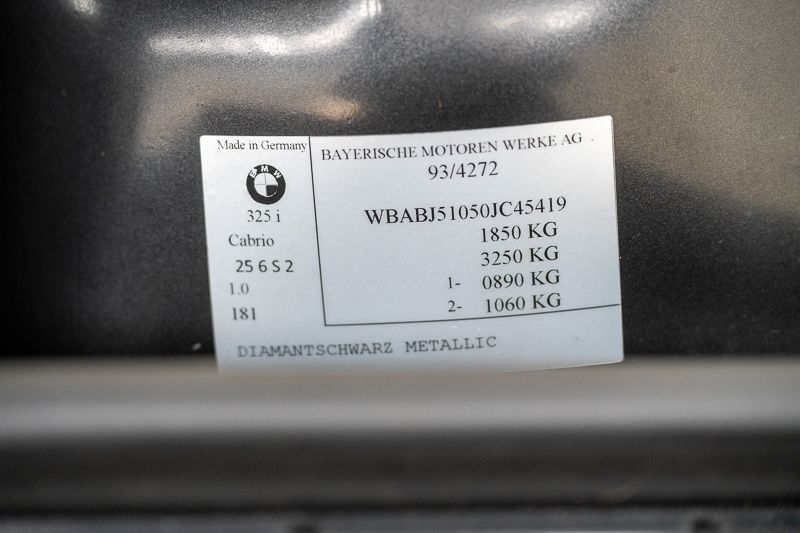 Made in Germany
BMW
325 i
Cabrio
25 6 S 2
1.0
181
BAYERISCHE MOTOREN WERKE AG
93/4272
WBABJ51050JC45419
1850 KG
3250 KG
1- 0890 KG
2- 1060 KG
DIAMANTSCHWARZ METALLIC